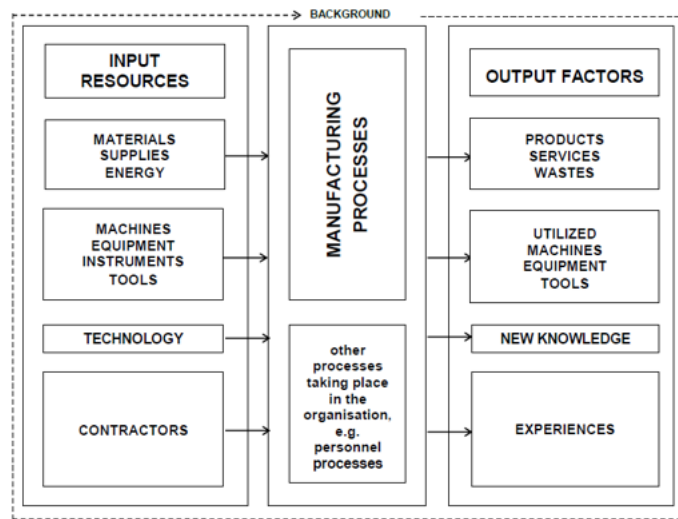 BACKGROUND
INPUT
RESOURCES
MATERIALS
SUPPLIES
ENERGY
MACHINES
EQUIPMENT
INSTRUMENTS
TOOLS
TECHNOLOGY
CONTRACTORS
MANUFACTURING
PROCESSES
other
processes
taking place
in the
organisation,
e.g.
personnel
processes
OUTPUT FACTORS
PRODUCTS
SERVICES
WASTES
UTILIZED
MACHINES
EQUIPMENT
TOOLS
NEW KNOWLEDGE
EXPERIENCES